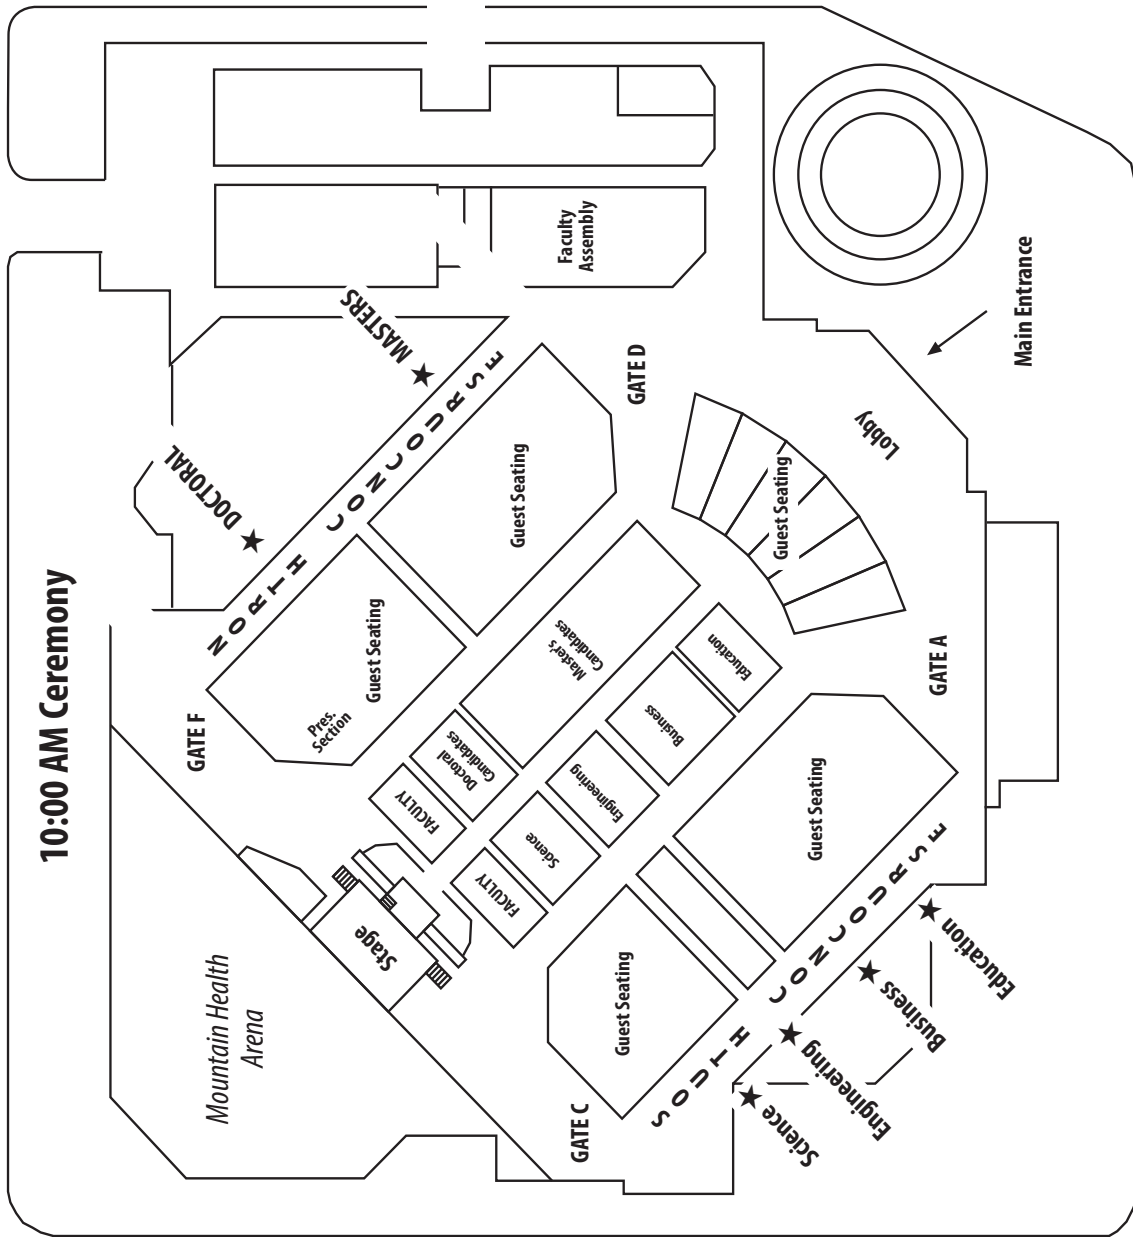 10:00 AM Ceremony
Mountain Health
Arena
GATE F
NORTH CONCOURSE
DOCTORAL
MASTERS
Faculty
Assembly
GATE D
Pres.
Section
Guest Seating
Guest Seating
Guest Seating
Lobby
Main Entrance
Stage
FACULTY
Doctoral
Candidates
Master's
Candidates
FACULTY
Science
Engineering
Business
Education
GATE A
Guest Seating
Guest Seating
GATE C
SOUTH CONCOURSE
Science
Engineering
Business
Education